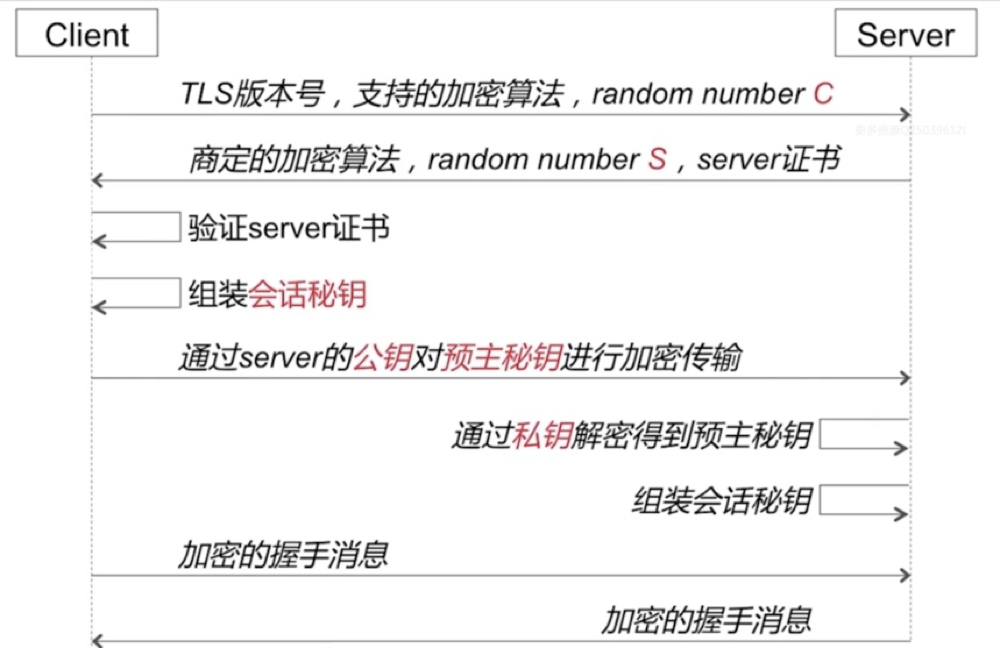 Client
Server
TLS版本号，支持的加密算法，random number C
商定的加密算法，random number S，server证书
验证server证书
组装会话秘钥
通过server的公钥对预主秘钥进行加密传输
通过私钥解密得到预主秘钥
组装会话秘钥
加密的握手消息
加密的握手消息